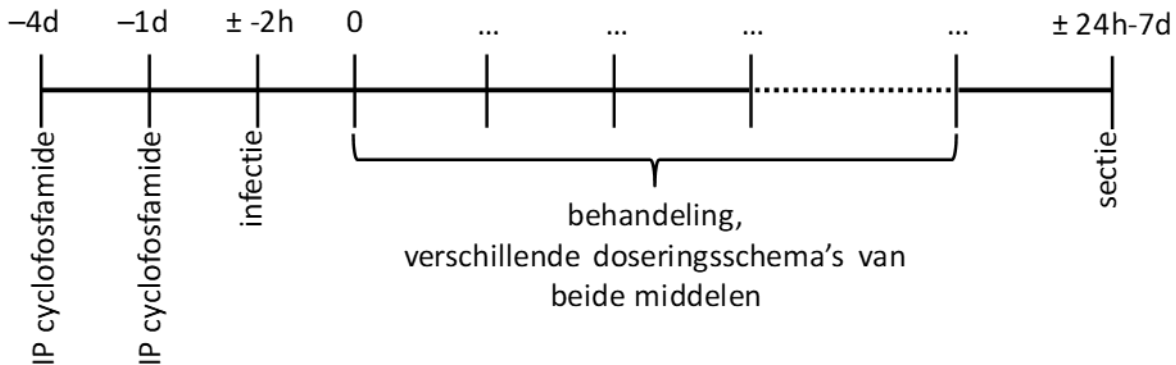 –4d –1d ± -2h 0 ... ... ... ... ± 24h-7d
IP cyclofosfamide
IP cyclofosfamide
infectie
sectie
behandeling,
verschillende doseringsschema's van
beide middelen